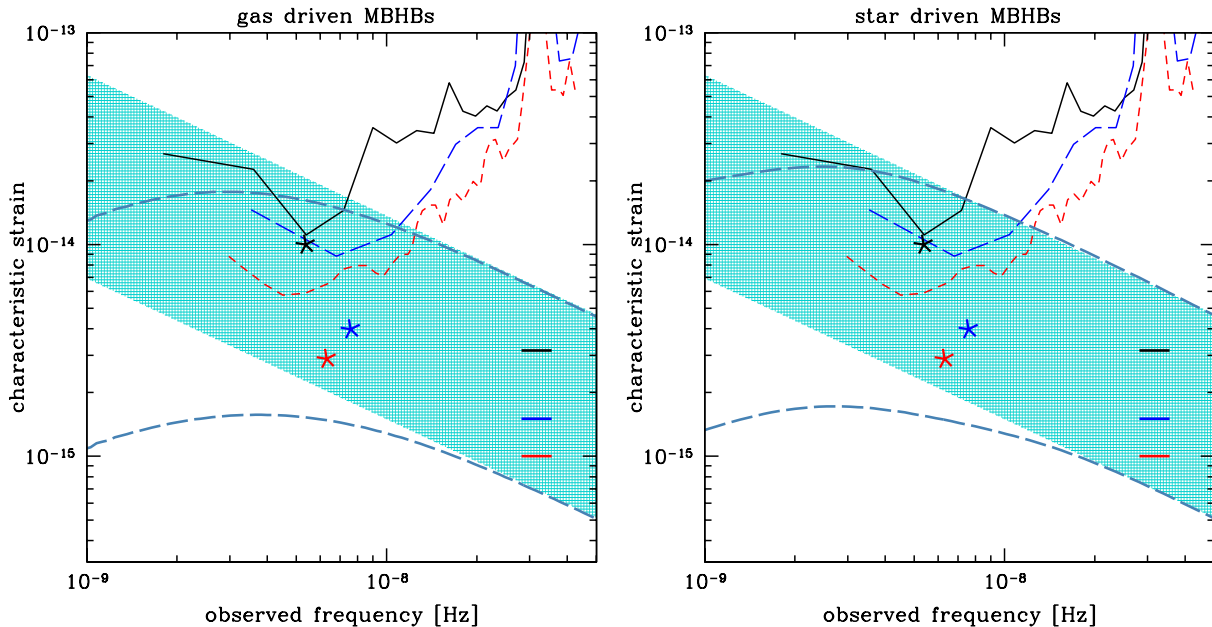 gas driven MBHBs
star driven MBHBs
10⁻¹³
10⁻¹⁴
10⁻¹⁵
characteristic strain
10⁻⁹
10⁻⁸
observed frequency [Hz]
10⁻¹³
10⁻¹⁴
10⁻¹⁵
characteristic strain
10⁻⁹
10⁻⁸
observed frequency [Hz]